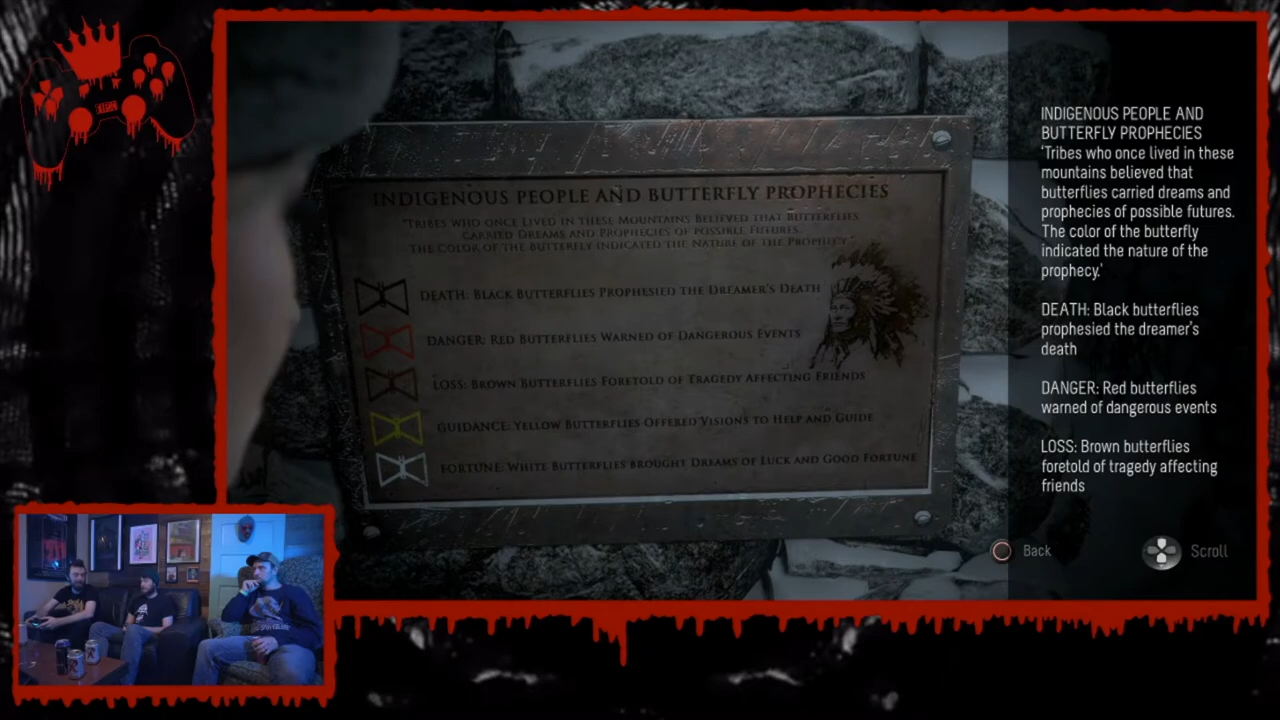 INDIGENOUS PEOPLE AND BUTTERFLY PROPHECIES
"TRIBES WHO ONCE LIVED IN THESE MOUNTAINS BELIEVED THAT BUTTERFLIES
CARRIED DREAMS AND PROPHECIES OF POSSIBLE FUTURES.
THE COLOR OF THE BUTTERFLY INDICATED THE NATURE OF THE PROPHECY."
DEATH: BLACK BUTTERFLIES PROPHESIED THE DREAMER'S DEATH
DANGER: RED BUTTERFLIES WARNED OF DANGEROUS EVENTS
LOSS: BROWN BUTTERFLIES FORETOLD OF TRAGEDY AFFECTING FRIENDS
GUIDANCE: YELLOW BUTTERFLIES OFFERED VISIONS TO HELP AND GUIDE
FORTUNE: WHITE BUTTERFLIES BROUGHT DREAMS OF LUCK AND GOOD FORTUNE
INDIGENOUS PEOPLE AND
BUTTERFLY PROPHECIES
'Tribes who once lived in these
mountains believed that
butterflies carried dreams and
prophecies of possible futures.
The color of the butterfly
indicated the nature of the
prophecy.'
DEATH: Black butterflies
prophesied the dreamer's
death
DANGER: Red butterflies
warned of dangerous events
LOSS: Brown butterflies
foretold of tragedy affecting
friends
Back
Scroll